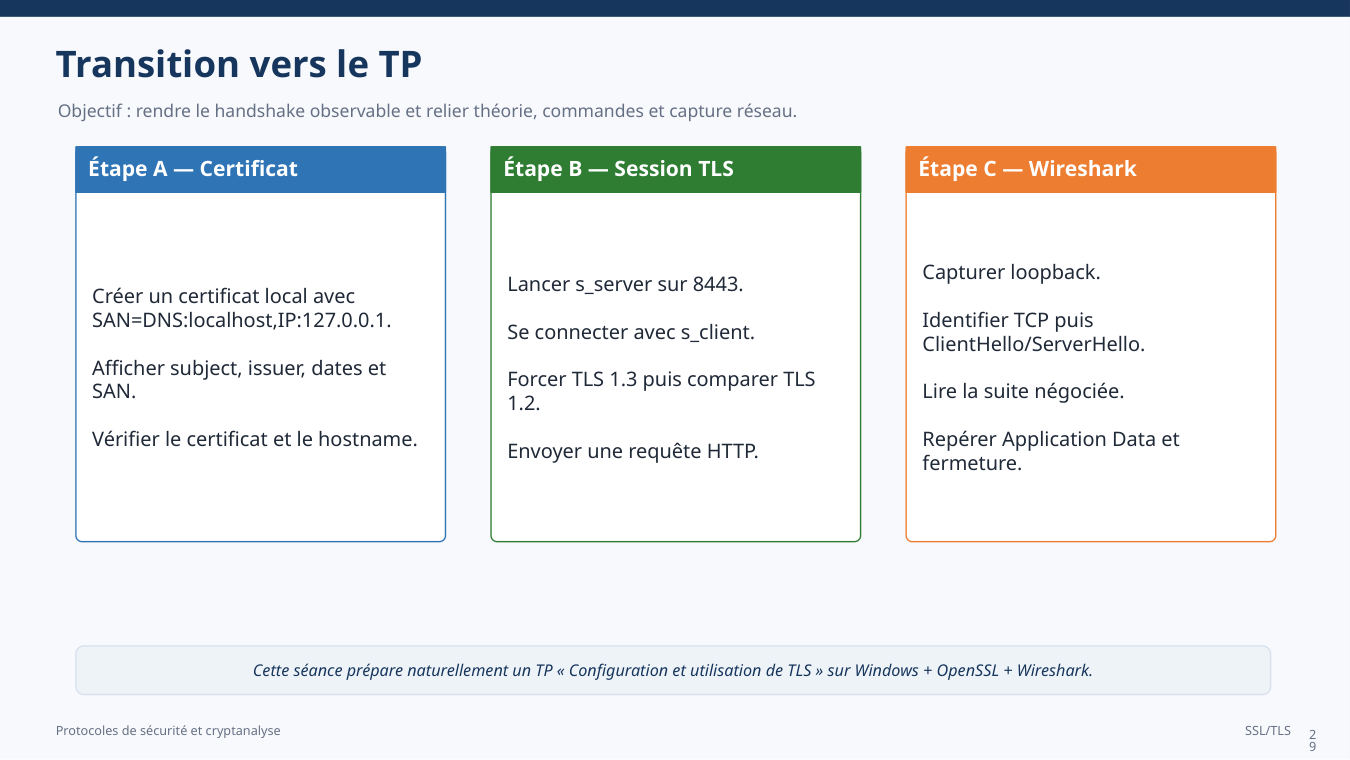 Transition vers le TP
Objectif : rendre le handshake observable et relier théorie, commandes et capture réseau.
Étape A — Certificat
Créer un certificat local avec
SAN=DNS:localhost,IP:127.0.0.1.
Afficher subject, issuer, dates et
SAN.
Vérifier le certificat et le hostname.
Étape B — Session TLS
Lancer s_server sur 8443.
Se connecter avec s_client.
Forcer TLS 1.3 puis comparer TLS
1.2.
Envoyer une requête HTTP.
Étape C — Wireshark
Capturer loopback.
Identifier TCP puis
ClientHello/ServerHello.
Lire la suite négociée.
Repérer Application Data et
fermeture.
Cette séance prépare naturellement un TP « Configuration et utilisation de TLS » sur Windows + OpenSSL + Wireshark.
Protocoles de sécurité et cryptanalyse
SSL/TLS
2
9